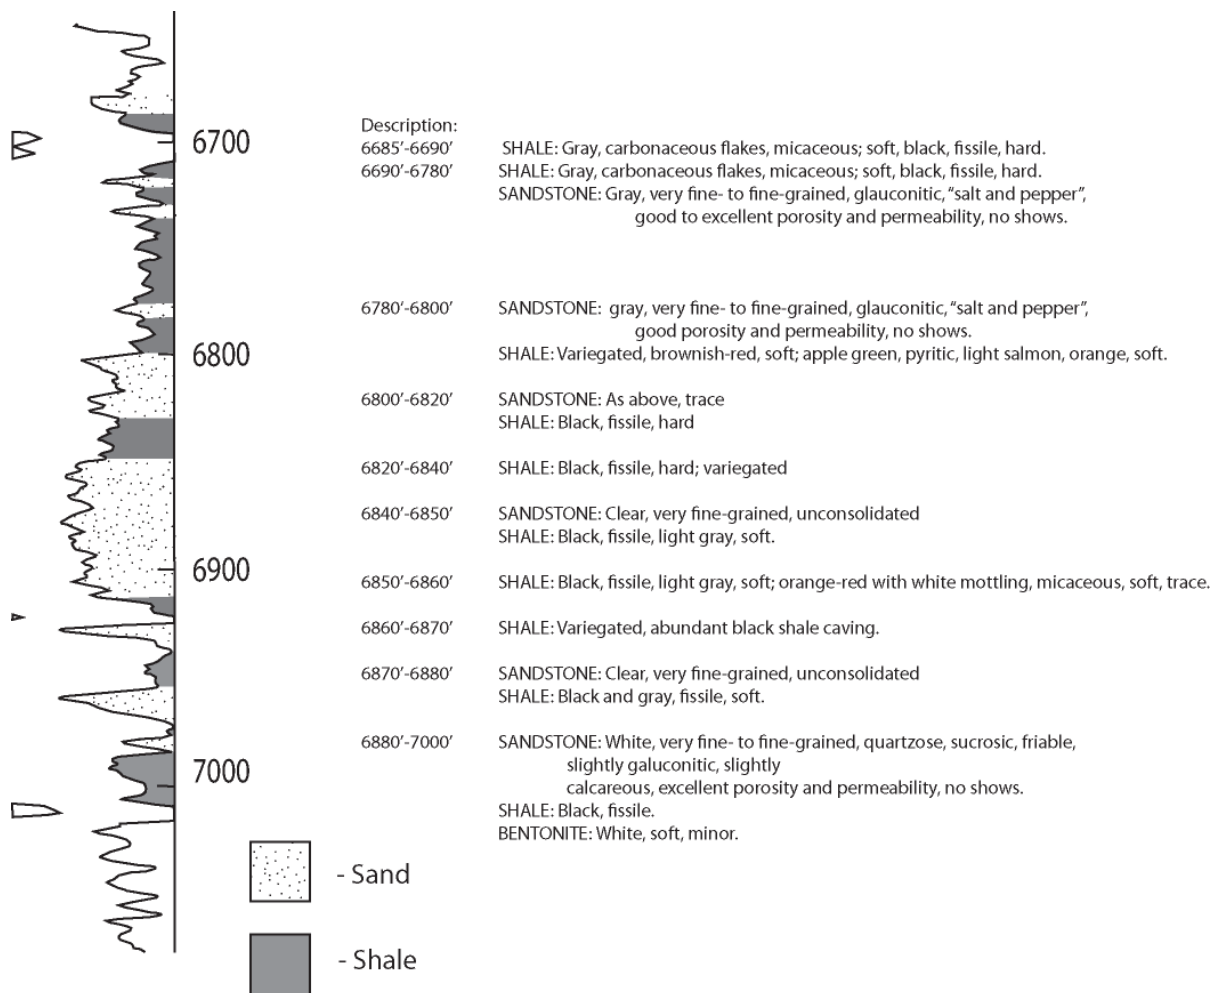 Description:
6685’-6690’ SHALE: Gray, carbonaceous flakes, micaceous; soft, black, fissile, hard.
6700
6690’-6780’ SHALE: Gray, carbonaceous flakes, micaceous; soft, black, fissile, hard.
SANDSTONE: Gray, very fine- to fine-grained, glauconitic, “salt and pepper”,
good to excellent porosity and permeability, no shows.
6780’-6800’ SANDSTONE: gray, very fine- to fine-grained, glauconitic, “salt and pepper”,
good porosity and permeability, no shows.
6800
SHALE: Variegated, brownish-red, soft; apple green, pyritic, light salmon, orange, soft.
6800’-6820’ SANDSTONE: As above, trace
SHALE: Black, fissile, hard
6820’-6840’ SHALE: Black, fissile, hard; variegated
6840’-6850’ SANDSTONE: Clear, very fine-grained, unconsolidated
SHALE: Black, fissile, light gray, soft.
6900
6850’-6860’ SHALE: Black, fissile, light gray, soft; orange-red with white mottling, micaceous, soft, trace.
6860’-6870’ SHALE: Variegated, abundant black shale caving.
6870’-6880’ SANDSTONE: Clear, very fine-grained, unconsolidated
SHALE: Black and gray, fissile, soft.
6880’-7000’ SANDSTONE: White, very fine- to fine-grained, quartzose, sucrosic, friable,
slightly galuconitic, slightly
7000
calcareous, excellent porosity and permeability, no shows.
SHALE: Black, fissile.
BENTONITE: White, soft, minor.
- Sand
- Shale